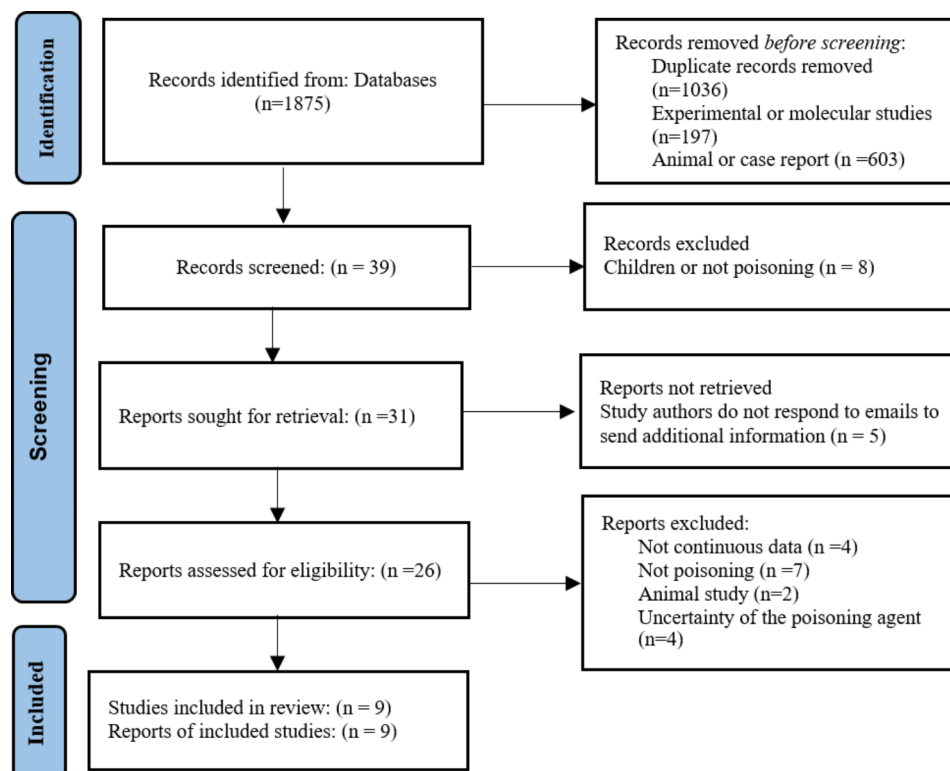 Identification
Records identified from: Databases
(n=1875)
Records removed before screening:
Duplicate records removed
(n=1036)
Experimental or molecular studies
(n=197)
Animal or case report (n =603)
Screening
Records screened: (n = 39)
Records excluded
Children or not poisoning (n = 8)
Reports sought for retrieval: (n =31)
Reports not retrieved
Study authors do not respond to emails to
send additional information (n = 5)
Reports assessed for eligibility: (n =26)
Reports excluded:
Not continuous data (n =4)
Not poisoning (n =7)
Animal study (n=2)
Uncertainty of the poisoning agent
(n=4)
Included
Studies included in review: (n = 9)
Reports of included studies: (n = 9)